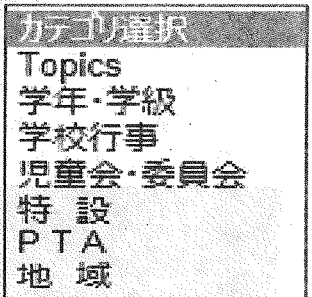 カテゴリ選択
Topics
学年･学級
学校行事
児童会･委員会
特　設
ＰＴＡ
地　域